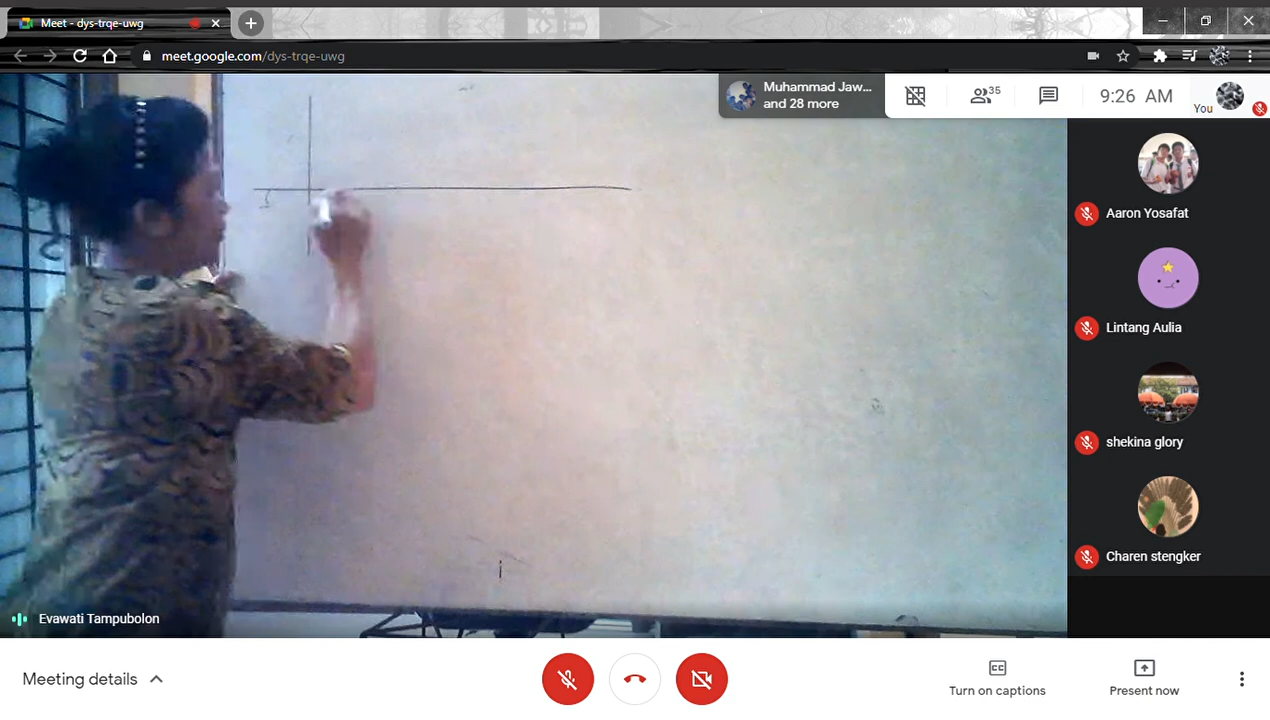 Meet - dys-trqe-uwg
meet.google.com/dys-trqe-uwg
Muhammad Jaw...
and 28 more
35
9:26 AM
You
Aaron Yosafat
Lintang Aulia
shekina glory
Charen stengker
Evawati Tampubolon
Meeting details
Turn on captions
Present now